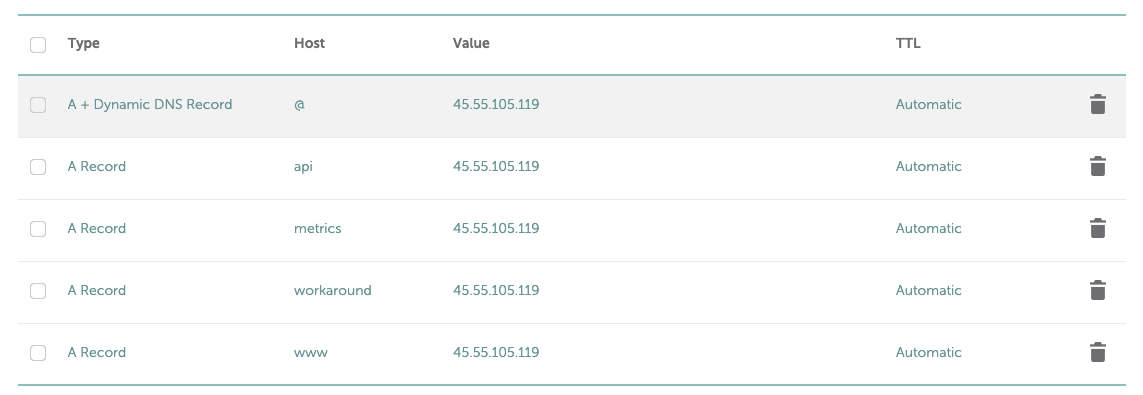 Type Host Value TTL
A + Dynamic DNS Record @ 45.55.105.119 Automatic
A Record api 45.55.105.119 Automatic
A Record metrics 45.55.105.119 Automatic
A Record workaround 45.55.105.119 Automatic
A Record www 45.55.105.119 Automatic